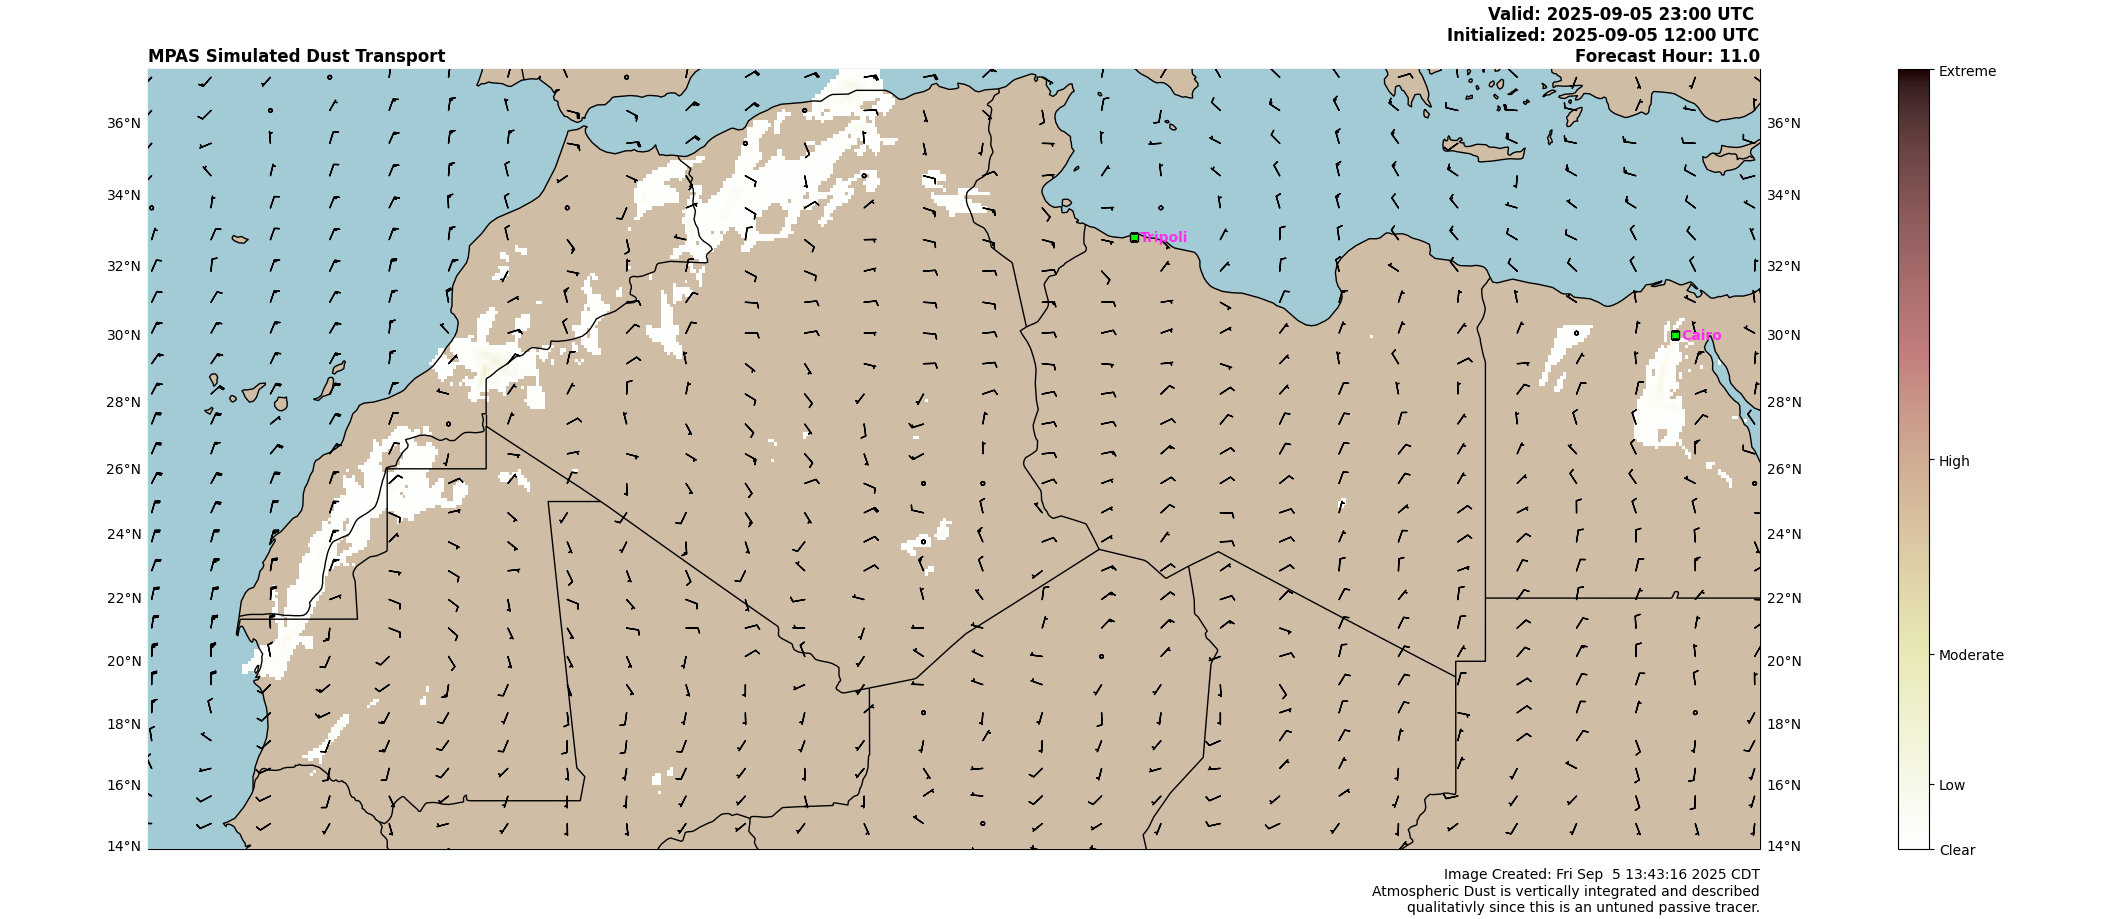 Valid: 2025-09-05 23:00 UTC
Initialized: 2025-09-05 12:00 UTC
MPAS Simulated Dust Transport
Forecast Hour: 11.0
Extreme
36°N 36°N
34°N 34°N
Tripoli
32°N 32°N
30°N Cairo 30°N
28°N 28°N
26°N 26°N
High
24°N 24°N
22°N 22°N
20°N 20°N
Moderate
18°N 18°N
16°N 16°N
Low
14°N 14°N
Clear
Image Created: Fri Sep  5 13:43:16 2025 CDT
Atmospheric Dust is vertically integrated and described
qualitativly since this is an untuned passive tracer.